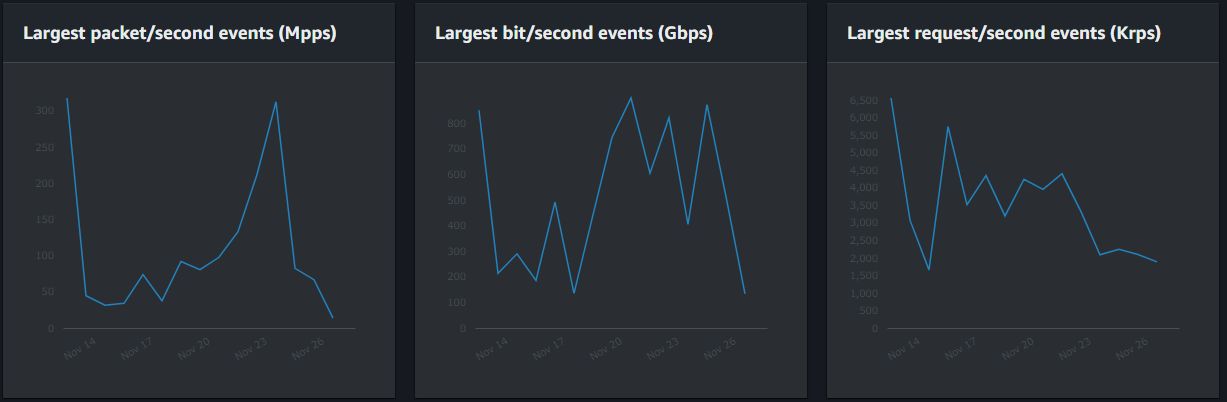 Largest packet/second events (Mpps)
300
250
200
150
100
50
0
Nov 14
Nov 17
Nov 20
Nov 23
Nov 26
Largest bit/second events (Gbps)
800
700
600
500
400
300
200
100
0
Nov 14
Nov 17
Nov 20
Nov 23
Nov 26
Largest request/second events (Krps)
6,500
6,000
5,500
5,000
4,500
4,000
3,500
3,000
2,500
2,000
1,500
1,000
500
0
Nov 14
Nov 17
Nov 20
Nov 23
Nov 26